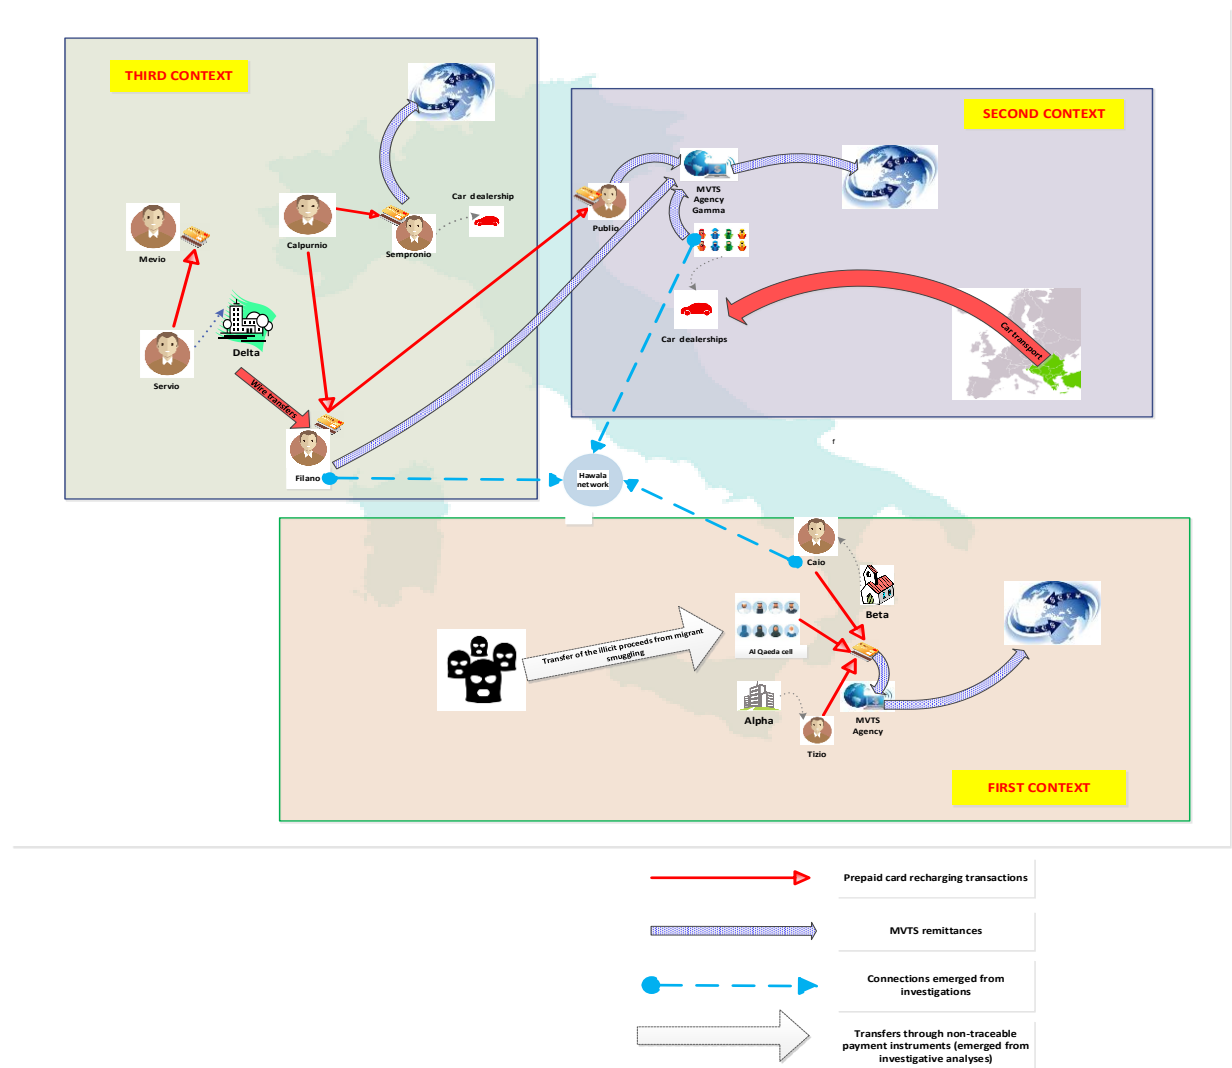 THIRD CONTEXT
SECOND CONTEXT
Car dealership
MVTS
Agency
Gamma
Mevio
Calpurnio
Sempronio
Publio
Delta
Servio
Wire transfers
Filano
Car dealerships
Car transport
f
Hawala
network
Caio
Beta
Transfer of the illicit proceeds from migrant
smuggling
Al Qaeda cell
Alpha
MVTS
Agency
Tizio
FIRST CONTEXT
Prepaid card recharging transactions
MVTS remittances
Connections emerged from
investigations
Transfers through non-traceable
payment instruments (emerged from
investigative analyses)